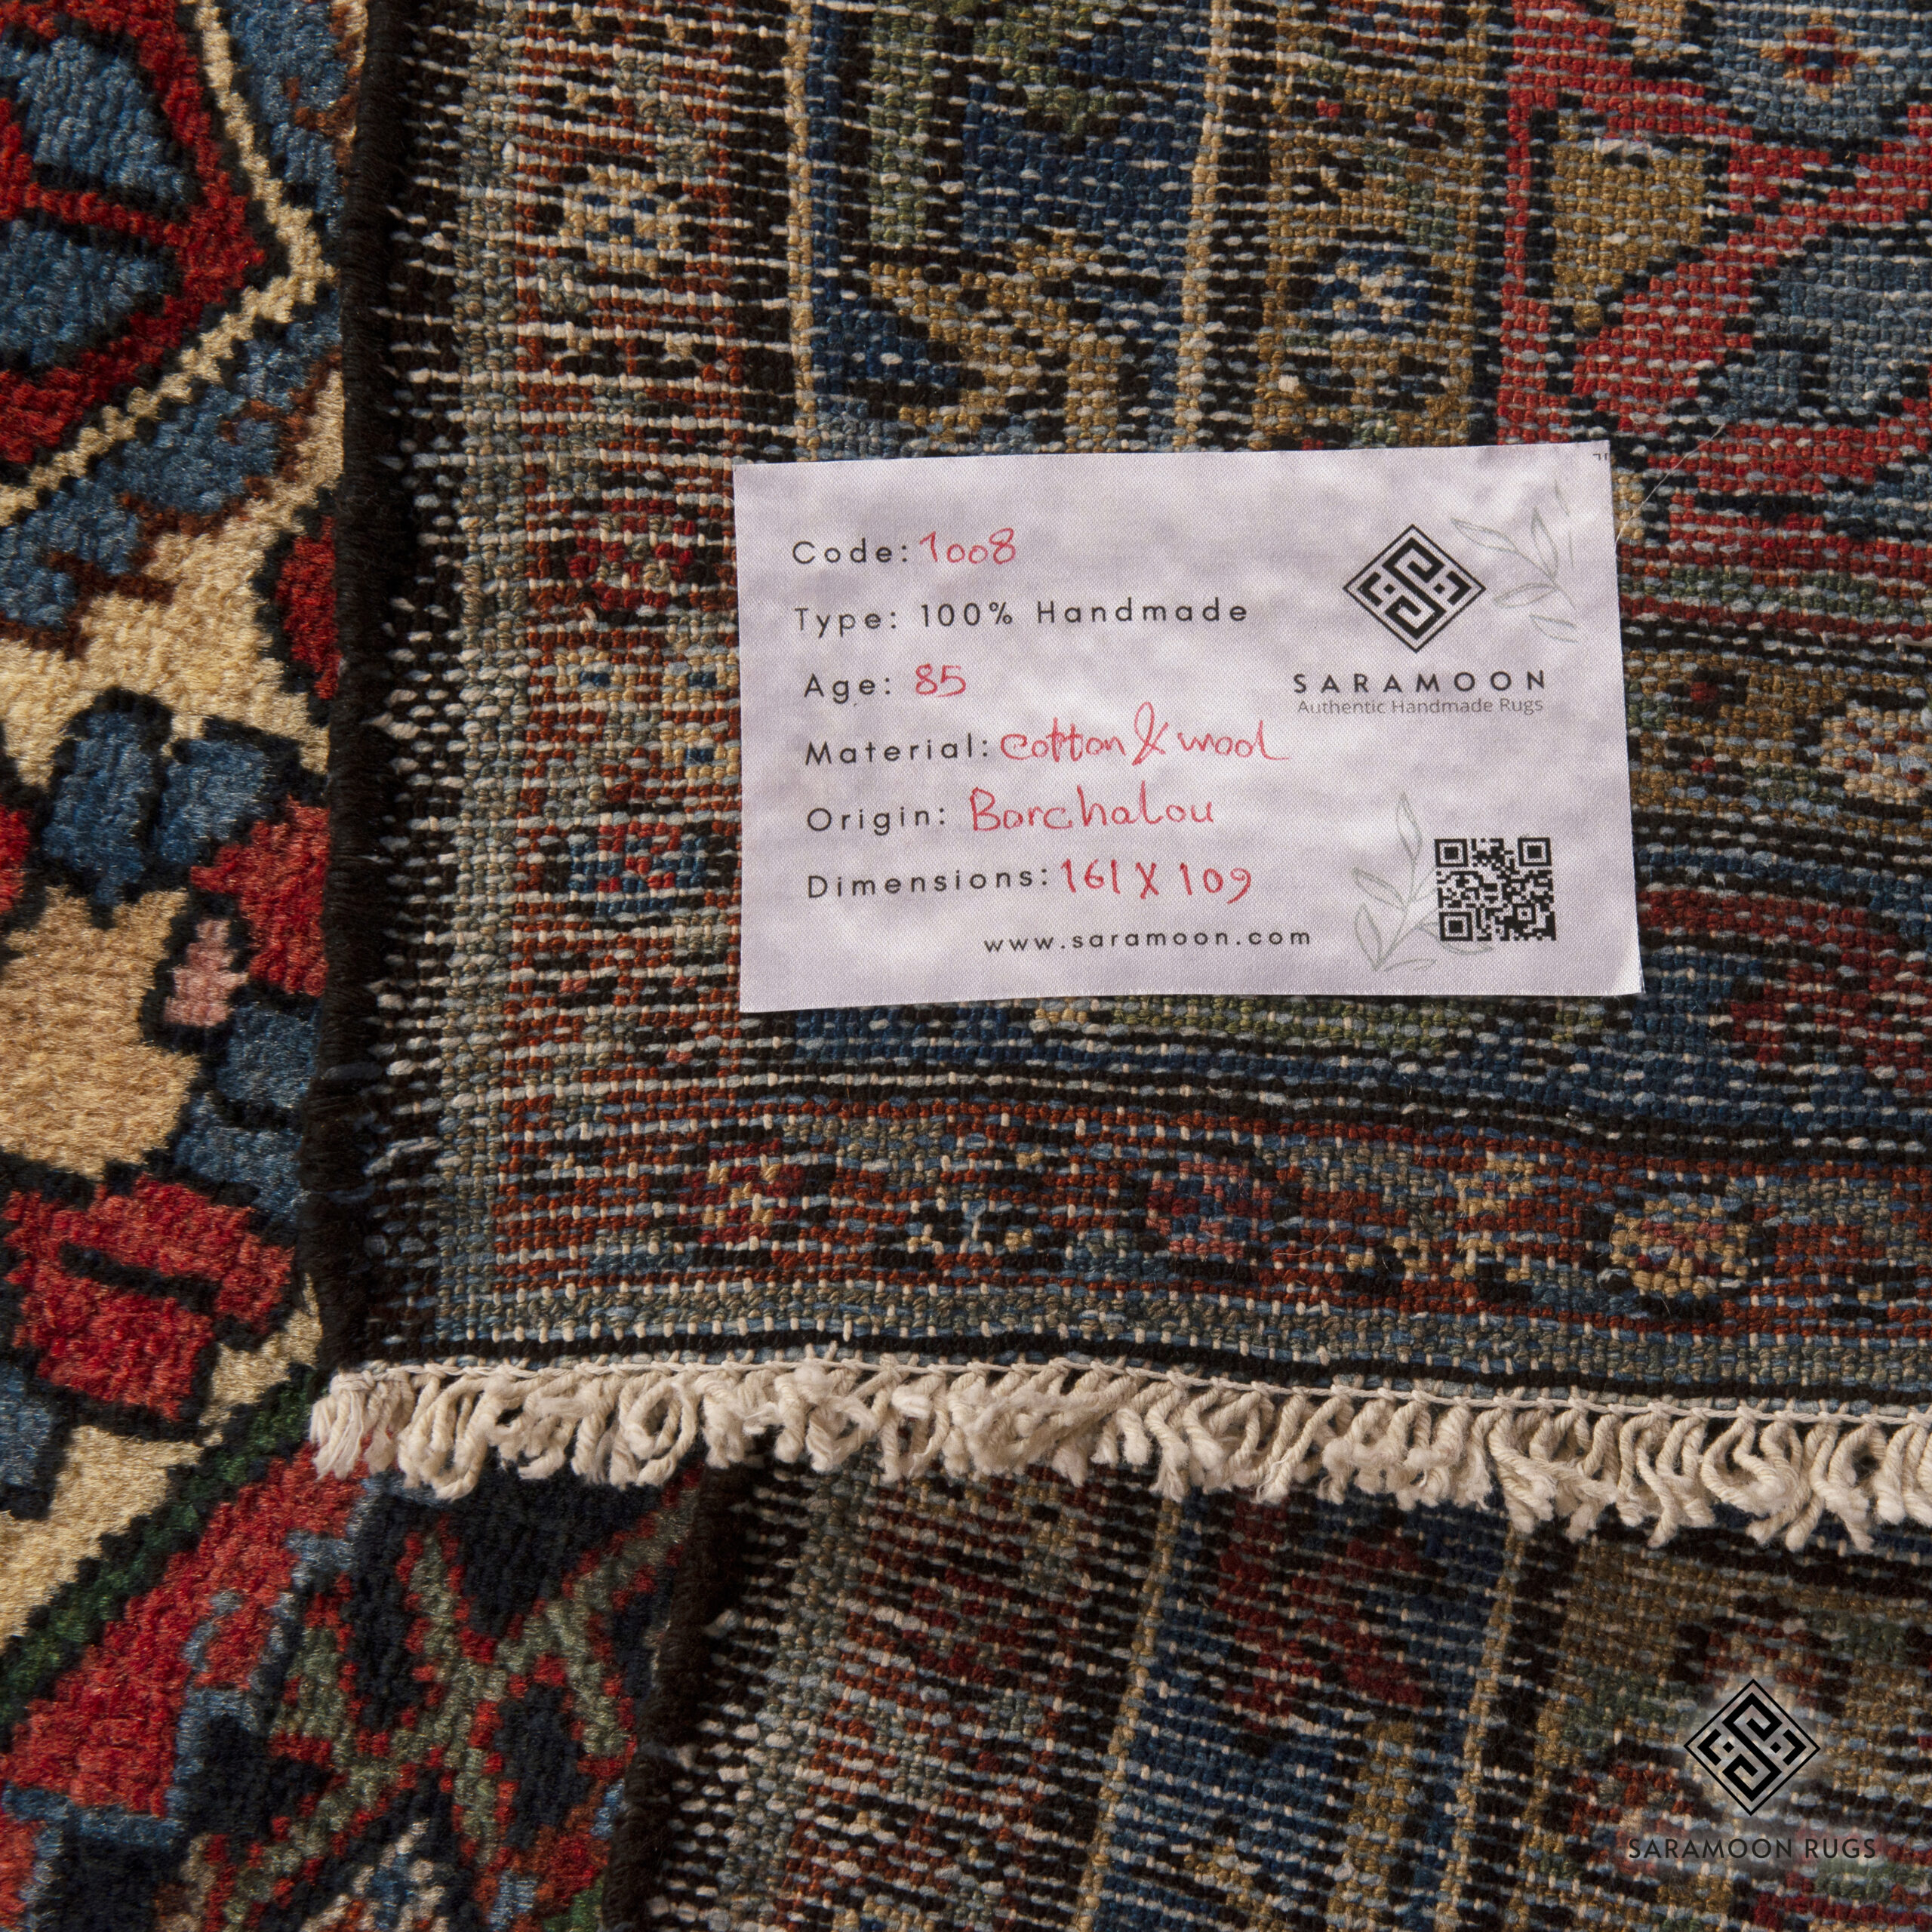 Code: 1008
Type: 100% Handmade
Age: 85
Material: cotton & wool
Origin: Borchalou
Dimensions: 161 X 109
www.saramoon.com
SARAMOON
Authentic Handmade Rugs
SARAMOON RUGS